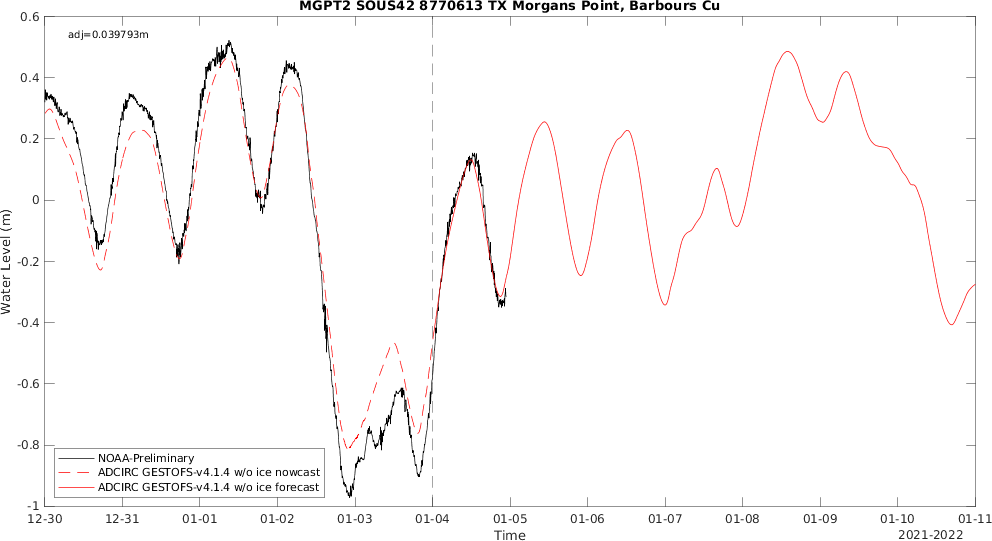 MGPT2 SOUS42 8770613 TX Morgans Point, Barbours Cu
adj=0.039793m
0.6
0.4
0.2
0
-0.2
-0.4
-0.6
-0.8
-1
Water Level (m)
NOAA-Preliminary
ADCIRC GESTOFS-v4.1.4 w/o ice nowcast
ADCIRC GESTOFS-v4.1.4 w/o ice forecast
12-30 12-31 01-01 01-02 01-03 01-04 01-05 01-06 01-07 01-08 01-09 01-10 01-11
Time
2021-2022